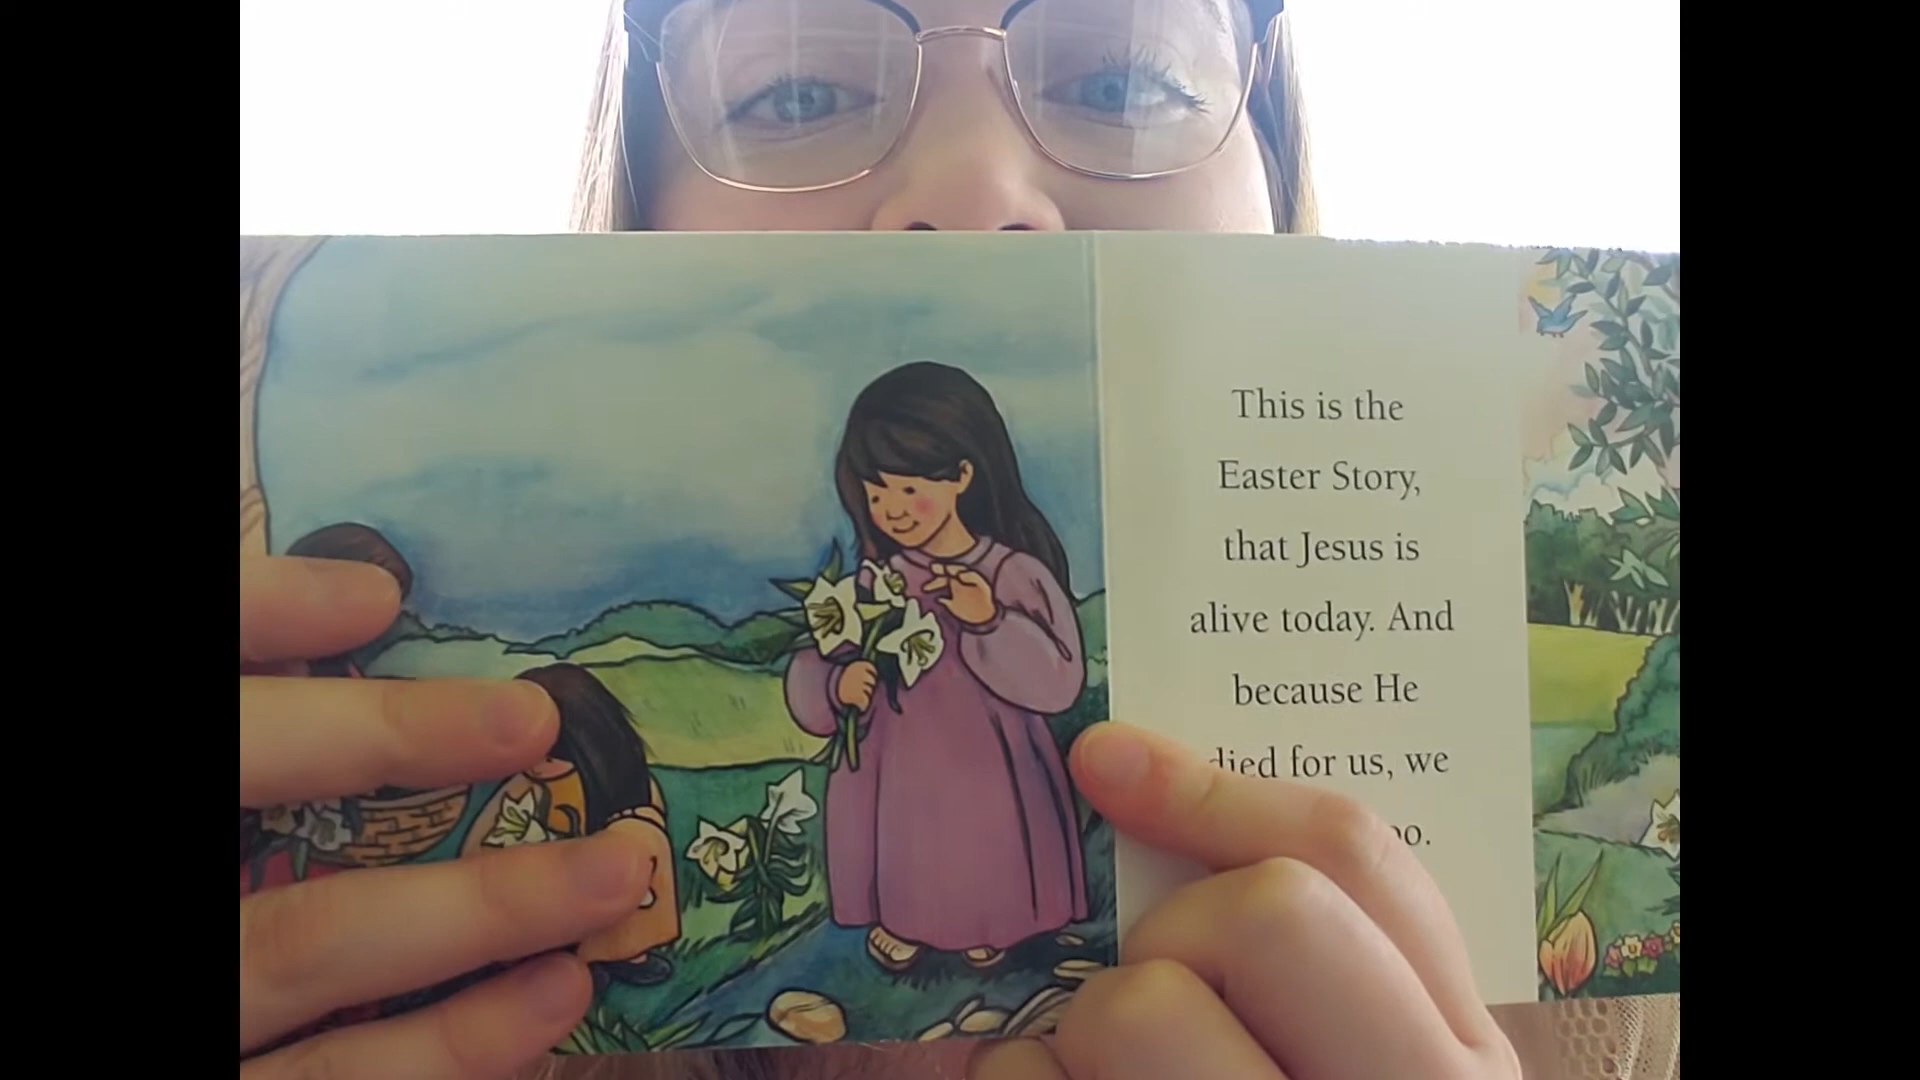 This is the
Easter Story,
that Jesus is
alive today. And
because He
died for us, we